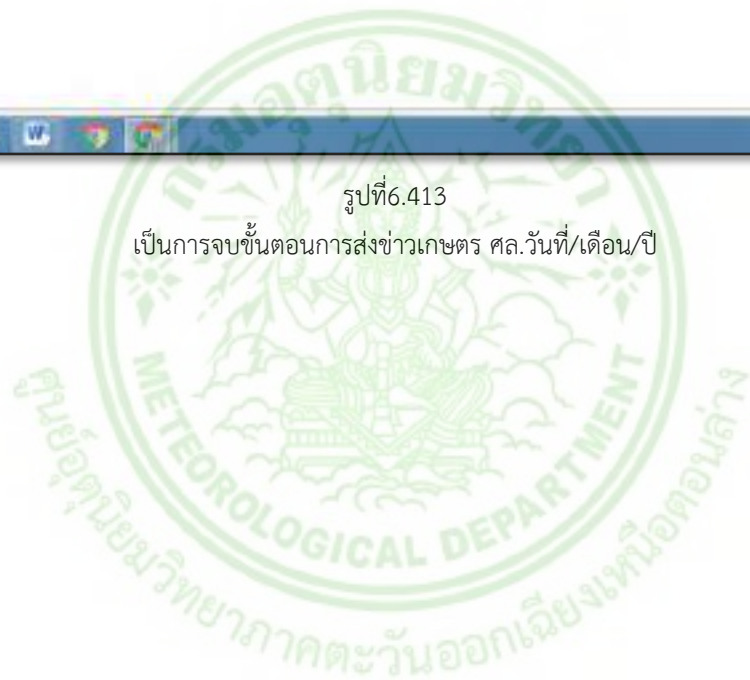 กรมอุตุนิยมวิทยา
W
รูปที่6.413
เป็นการจบขั้นตอนการส่งข่าวเกษตร ศล.วันที่/เดือน/ปี
METEOROLOGICAL DEPARTMENT
ศูนย์อุตุนิยมวิทยาภาคตะวันออกเฉียงเหนือตอนล่าง